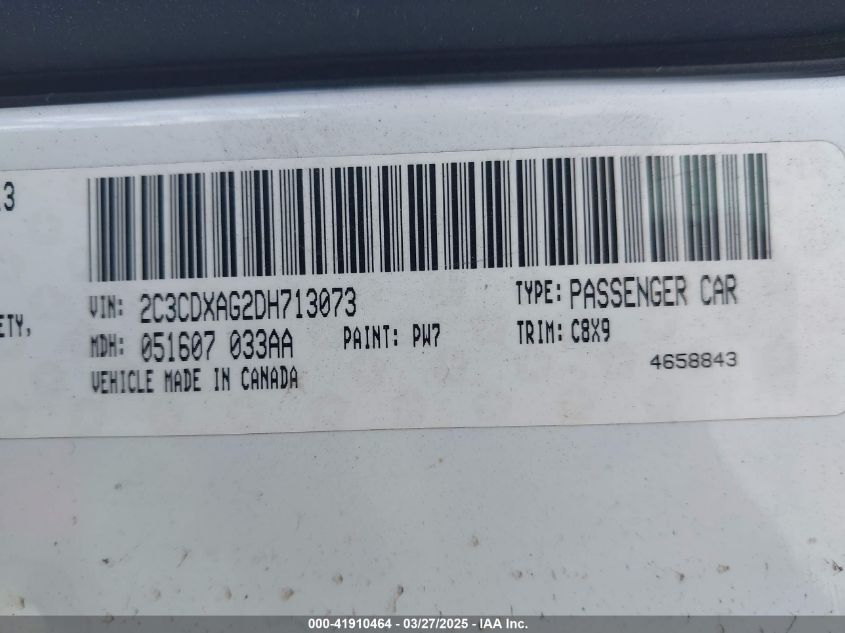 .3
ETY,
VIN: 2C3CDXAG2DH713073
TYPE: PASSENGER CAR
MDH: 051607 033AA
PAINT: PW7
TRIM: C8X9
VEHICLE MADE IN CANADA
4658843
000-41910464 - 03/27/2025 - IAA Inc.